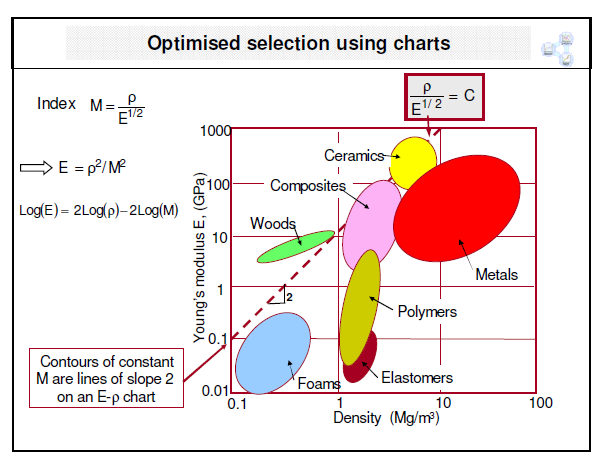 Optimised selection using charts
Index M = ρ / E^1/2
ρ / E^1/2 = C
⇒ E = ρ²/M²
Log(E) = 2Log(ρ) – 2Log(M)
Contours of constant
M are lines of slope 2
on an E-ρ chart
Young's modulus E, (GPa)
1000
100
10
1
0.1
0.01
Ceramics
Composites
Woods
Metals
2
Polymers
Foams
Elastomers
0.1
1
10
100
Density (Mg/m³)